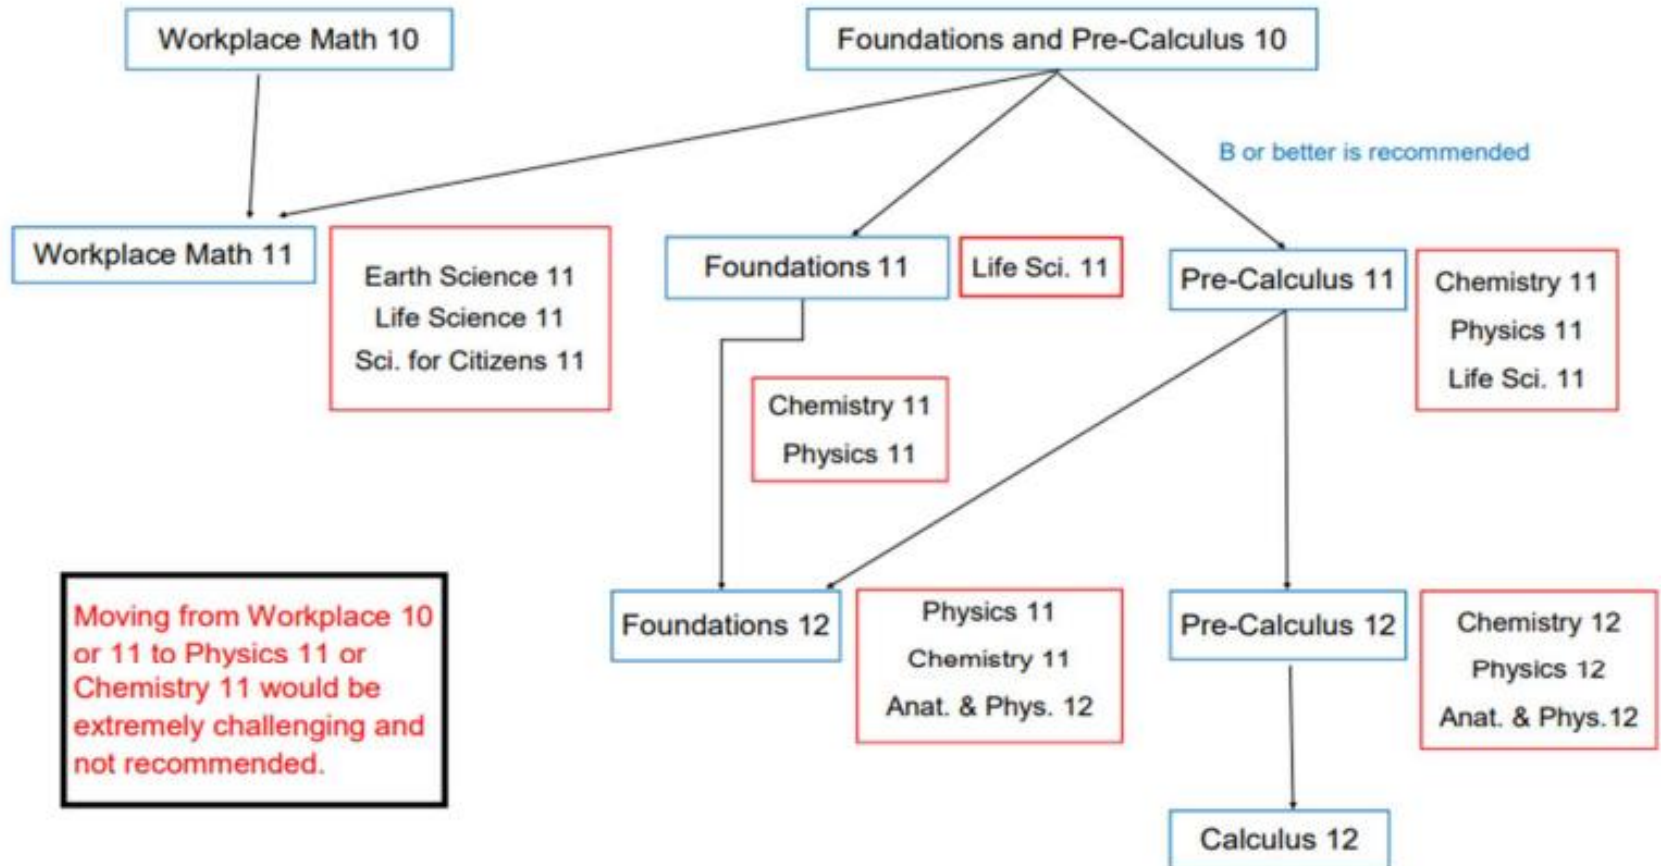 Workplace Math 10
Foundations and Pre-Calculus 10
B or better is recommended
Workplace Math 11
Earth Science 11
Life Science 11
Sci. for Citizens 11
Foundations 11
Life Sci. 11
Pre-Calculus 11
Chemistry 11
Physics 11
Life Sci. 11
Chemistry 11
Physics 11
Moving from Workplace 10
or 11 to Physics 11 or
Chemistry 11 would be
extremely challenging and
not recommended.
Foundations 12
Physics 11
Chemistry 11
Anat. & Phys. 12
Pre-Calculus 12
Chemistry 12
Physics 12
Anat. & Phys.12
Calculus 12